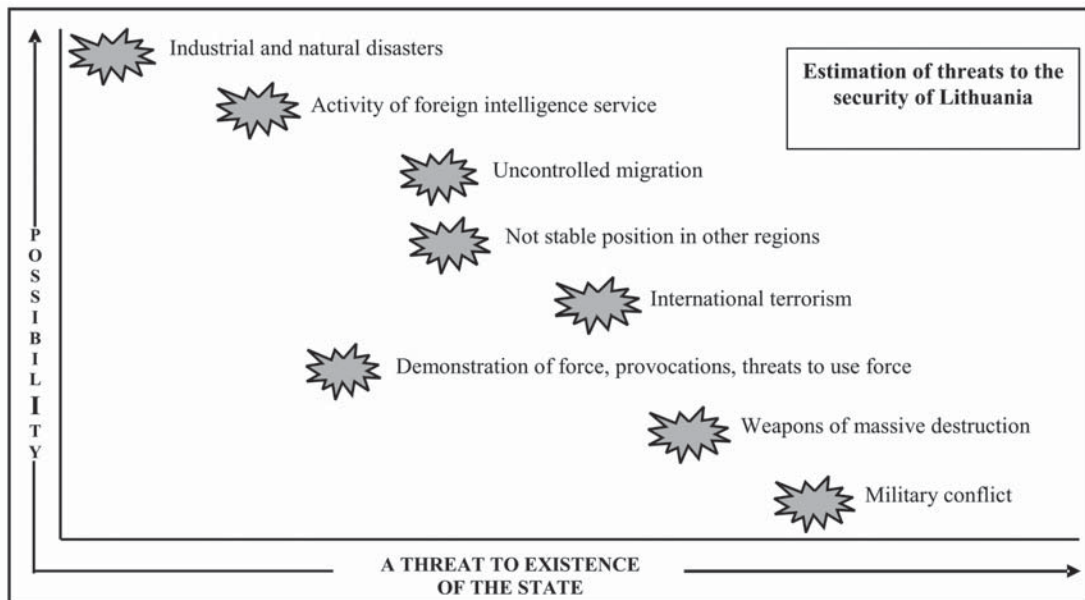 Industrial and natural disasters
Estimation of threats to the
security of Lithuania
Activity of foreign intelligence service
Uncontrolled migration
Not stable position in other regions
International terrorism
Demonstration of force, provocations, threats to use force
Weapons of massive destruction
Military conflict
POSSIBILITY
A THREAT TO EXISTENCE
OF THE STATE